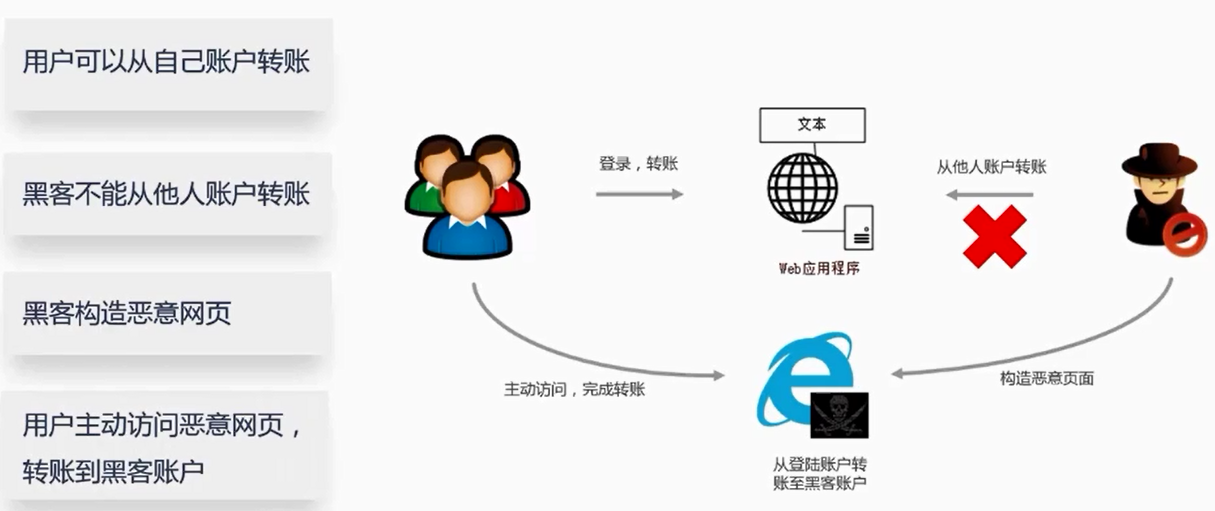 用户可以从自己账户转账
黑客不能从他人账户转账
黑客构造恶意网页
用户主动访问恶意网页，
转账到黑客账户
文本
登录，转账
从他人账户转账
Web应用程序
主动访问，完成转账
构造恶意页面
从登陆账户转
账至黑客账户